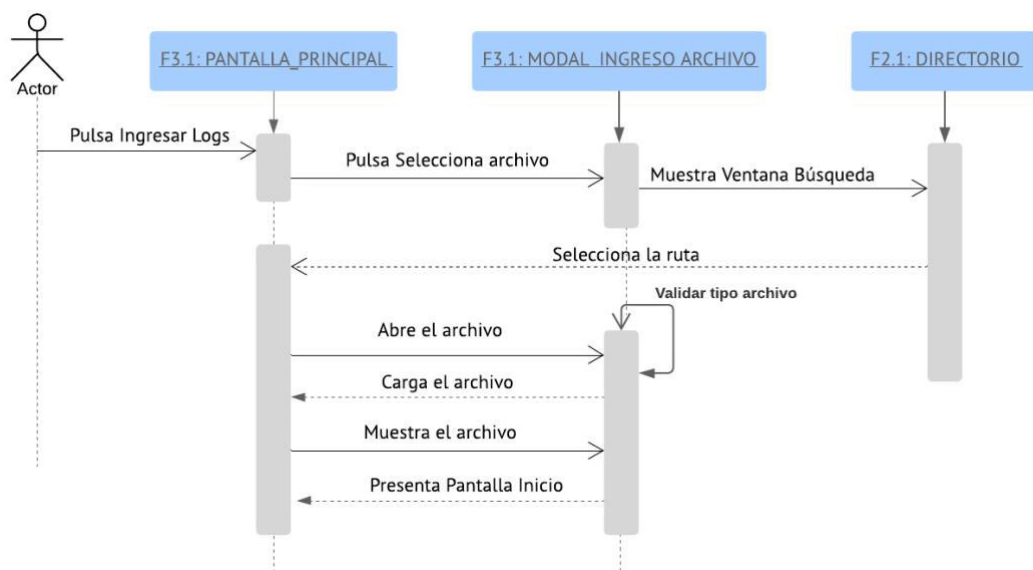 Actor
F3.1: PANTALLA_PRINCIPAL
F3.1: MODAL INGRESO ARCHIVO
F2.1: DIRECTORIO
Pulsa Ingresar Logs
Pulsa Selecciona archivo
Muestra Ventana Búsqueda
Selecciona la ruta
Validar tipo archivo
Abre el archivo
Carga el archivo
Muestra el archivo
Presenta Pantalla Inicio